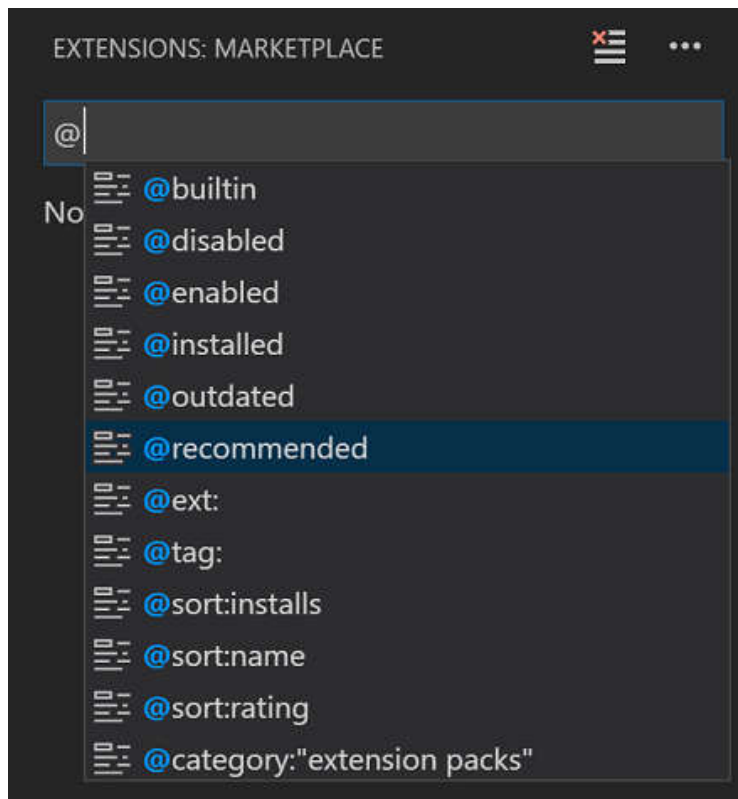 EXTENSIONS: MARKETPLACE
@
No
@builtin
@disabled
@enabled
@installed
@outdated
@recommended
@ext:
@tag:
@sort:installs
@sort:name
@sort:rating
@category:"extension packs"